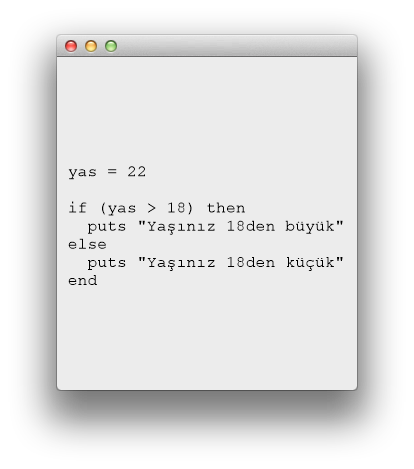 yas = 22
if (yas > 18) then
puts "Yaşınız 18den büyük"
else
puts "Yaşınız 18den küçük"
end